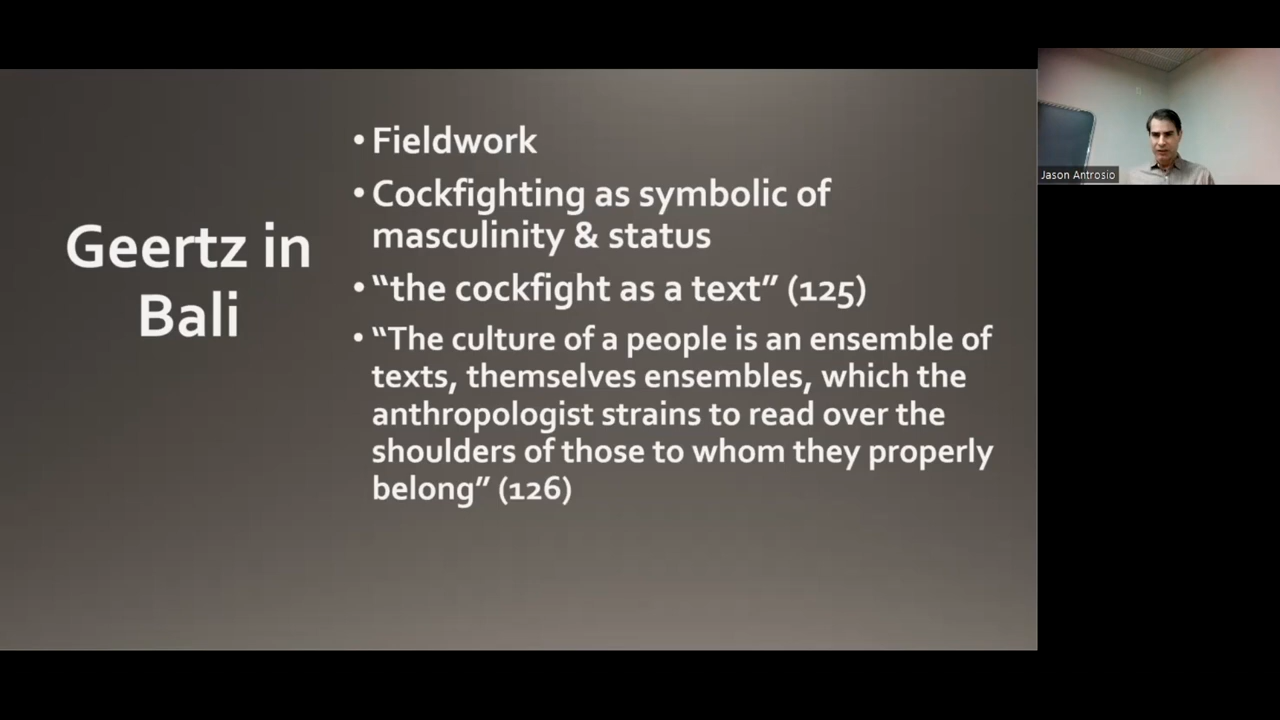 Geertz in
Bali
• Fieldwork
• Cockfighting as symbolic of
masculinity & status
• “the cockfight as a text” (125)
• “The culture of a people is an ensemble of
texts, themselves ensembles, which the
anthropologist strains to read over the
shoulders of those to whom they properly
belong” (126)
Jason Antrosio